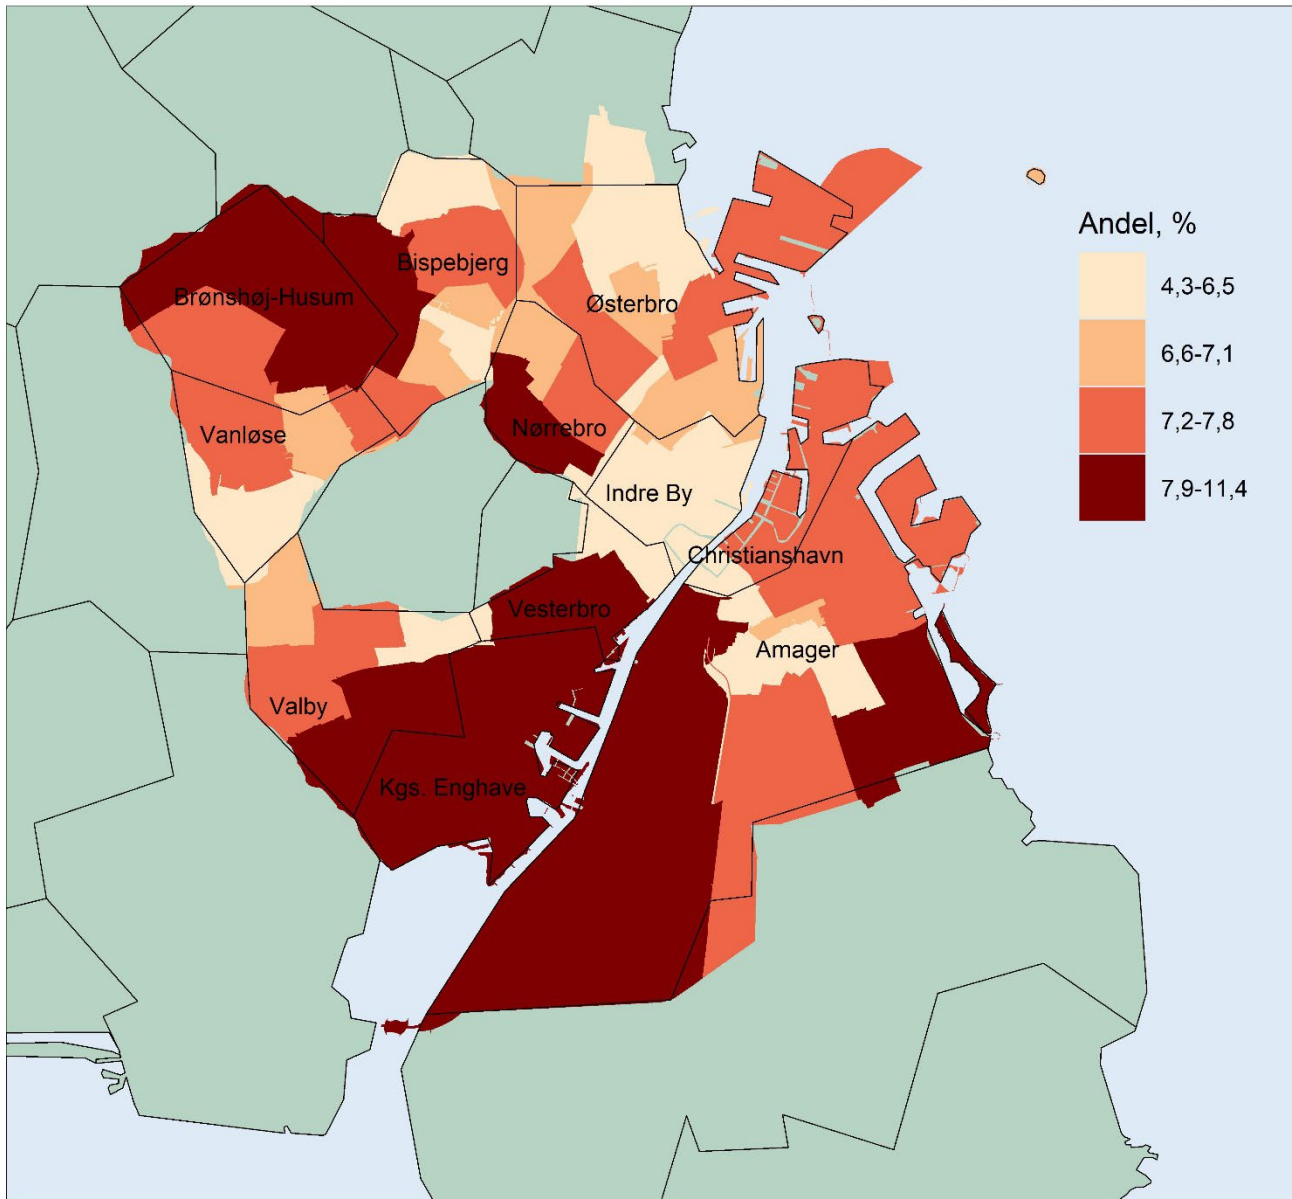 Andel, %
4,3-6,5
6,6-7,1
7,2-7,8
7,9-11,4
Bispebjerg
Brønshøj-Husum
Østerbro
Vanløse
Nørrebro
Indre By
Christianshavn
Vesterbro
Amager
Valby
Kgs. Enghave